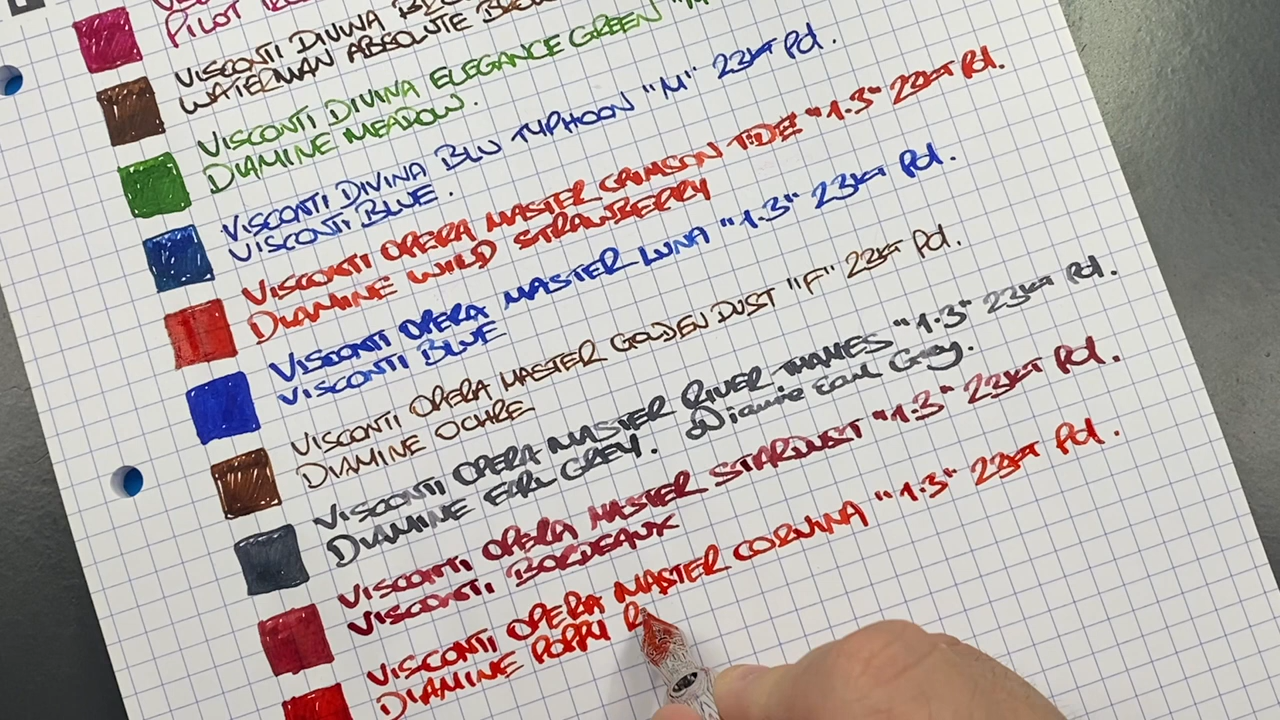 PILOT
VISCONTI DIVINA
WATERMAN ABSOLUTE BROWN
VISCONTI DIVINA ELEGANCE GREEN "M"
DIAMINE MEADOW.
VISCONTI DIVINA BLU TYPHOON "M" 23kt Pd.
VISCONTI BLUE.
VISCONTI OPERA MASTER CRIMSON TIDE "1.3" 23kt Pd.
DIAMINE WILD STRAWBERRY
VISCONTI OPERA MASTER LUNA "1.3" 23kt Pd.
VISCONTI BLUE
VISCONTI OPERA MASTER GOLDEN DUST "F" 23kt Pd.
DIAMINE OCHRE
VISCONTI OPERA MASTER RIVER THAMES "1.3" 23kt Pd.
DIAMINE EARL GREY. Diamine Earl Grey.
VISCONTI OPERA MASTER STARDUST "1.3" 23kt Pd.
VISCONTI BORDEAUX
VISCONTI OPERA MASTER CORVINA "1.3" 23kt Pd.
DIAMINE POPPY R